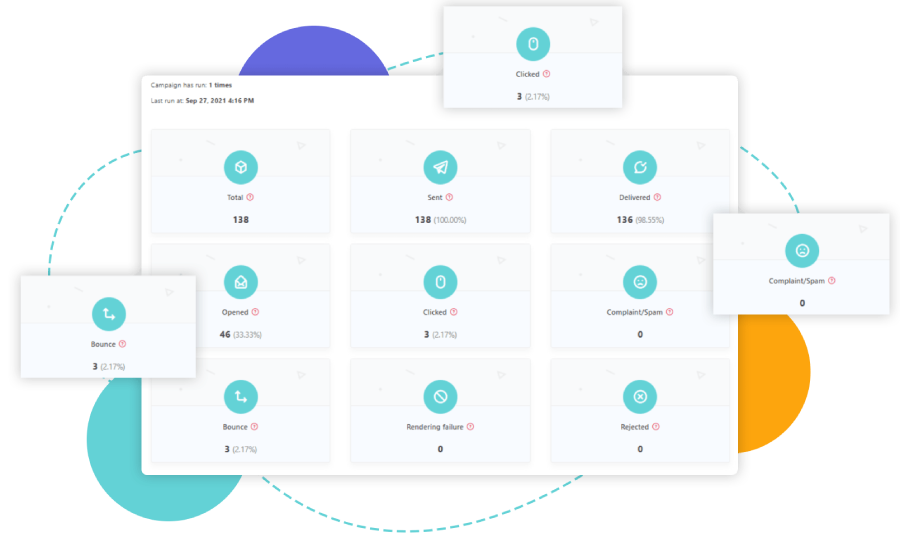 Clicked
3 (2.17%)
Campaign has run: 1 times
Last run at: Sep 27, 2021 4:16 PM
Total
138
Sent
138 (100.00%)
Delivered
136 (98.55%)
Opened
46 (33.33%)
Clicked
3 (2.17%)
Complaint/Spam
0
Complaint/Spam
0
Bounce
3 (2.17%)
Bounce
3 (2.17%)
Rendering failure
0
Rejected
0